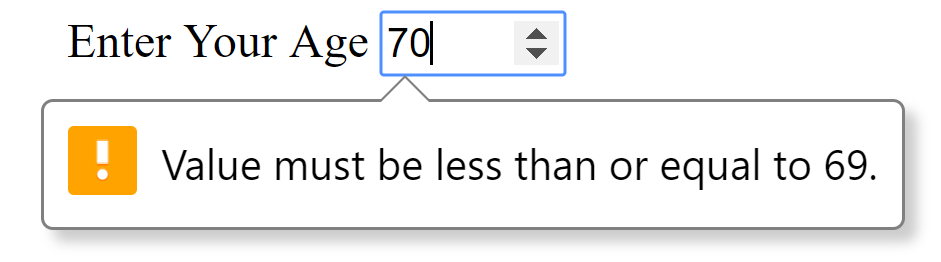 Enter Your Age 70
Value must be less than or equal to 69.